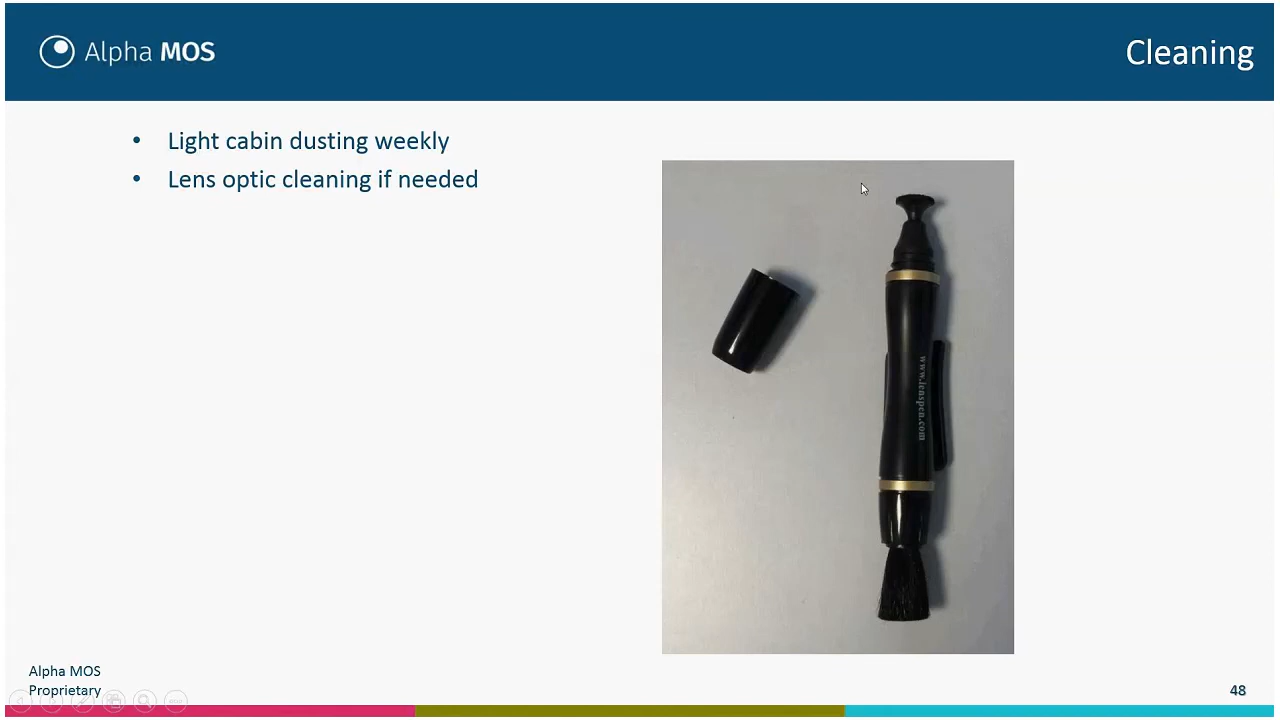 Alpha MOS
Cleaning
• Light cabin dusting weekly
• Lens optic cleaning if needed
www.lenspen.com
Alpha MOS
Proprietary
48